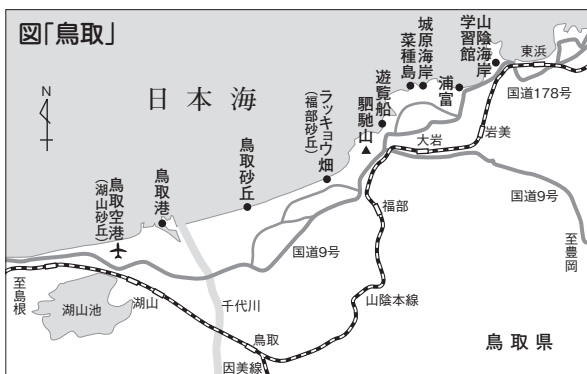 図「鳥取」
N
日本海
山陰海岸
学習館
城原海岸
菜種島
浦富
東浜
国道178号
遊覧船
駟馳山
ラッキョウ畑
(福部砂丘)
大岩
岩美
鳥取砂丘
鳥取港
鳥取空港
(湖山砂丘)
福部
国道9号
至豊岡
国道9号
至島根
湖山池
湖山
千代川
山陰本線
鳥取
因美線
鳥取県